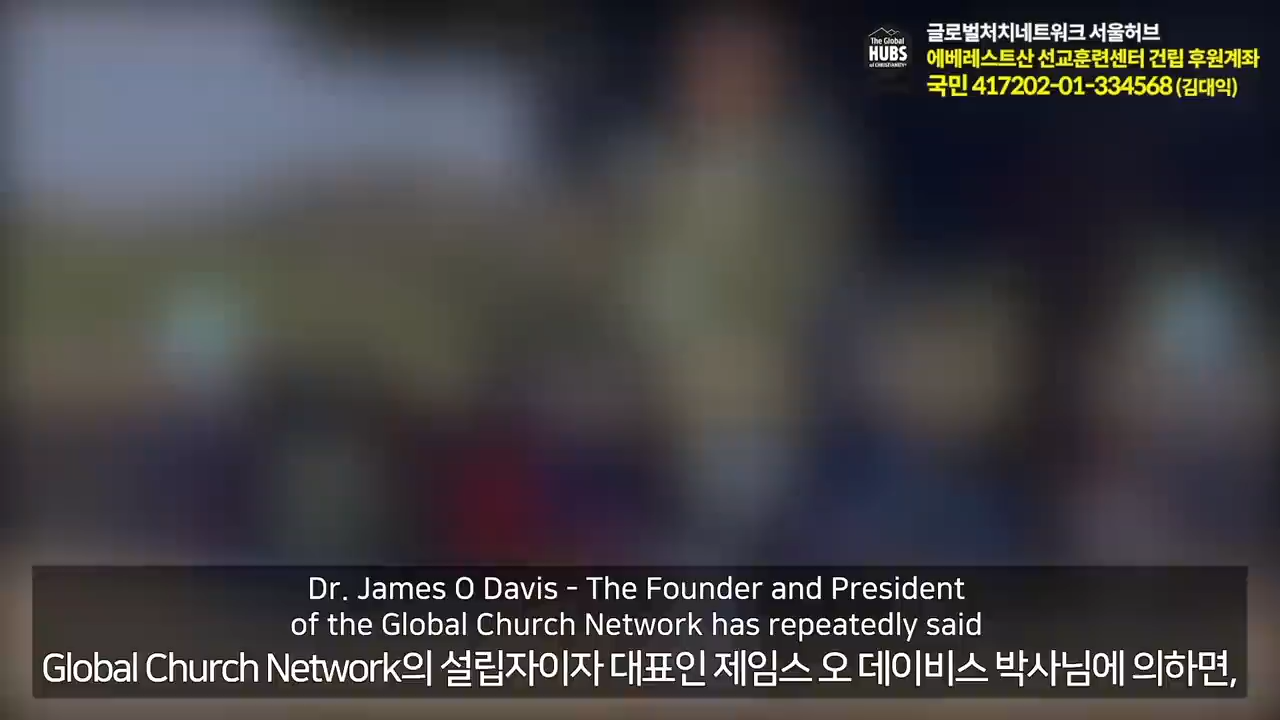 The Global
HUBS
of CHRISTIANITY
글로벌처치네트워크 서울허브
에베레스트산 선교훈련센터 건립 후원계좌
국민 417202-01-334568 (김대익)
Dr. James O Davis - The Founder and President
of the Global Church Network has repeatedly said
Global Church Network의 설립자이자 대표인 제임스 오 데이비스 박사님에 의하면,